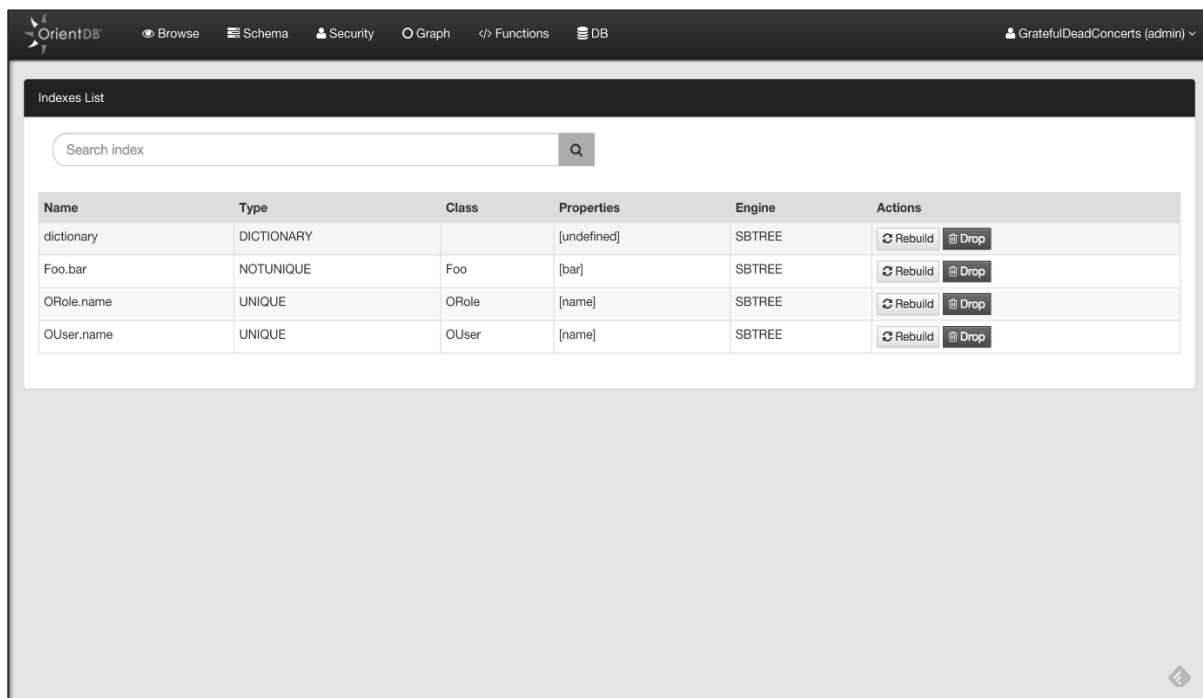 OrientDB Browse Schema Security Graph </> Functions DB GratefulDeadConcerts (admin)
Indexes List
Search index
Name Type Class Properties Engine Actions
dictionary DICTIONARY [undefined] SBTREE Rebuild Drop
Foo.bar NOTUNIQUE Foo [bar] SBTREE Rebuild Drop
ORole.name UNIQUE ORole [name] SBTREE Rebuild Drop
OUser.name UNIQUE OUser [name] SBTREE Rebuild Drop